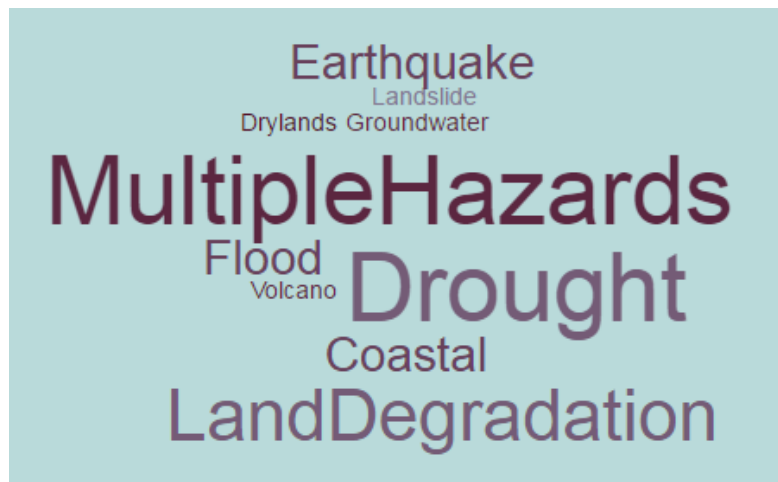 Earthquake
Landslide
Drylands Groundwater
MultipleHazards
Flood
Drought
Volcano
Coastal
LandDegradation